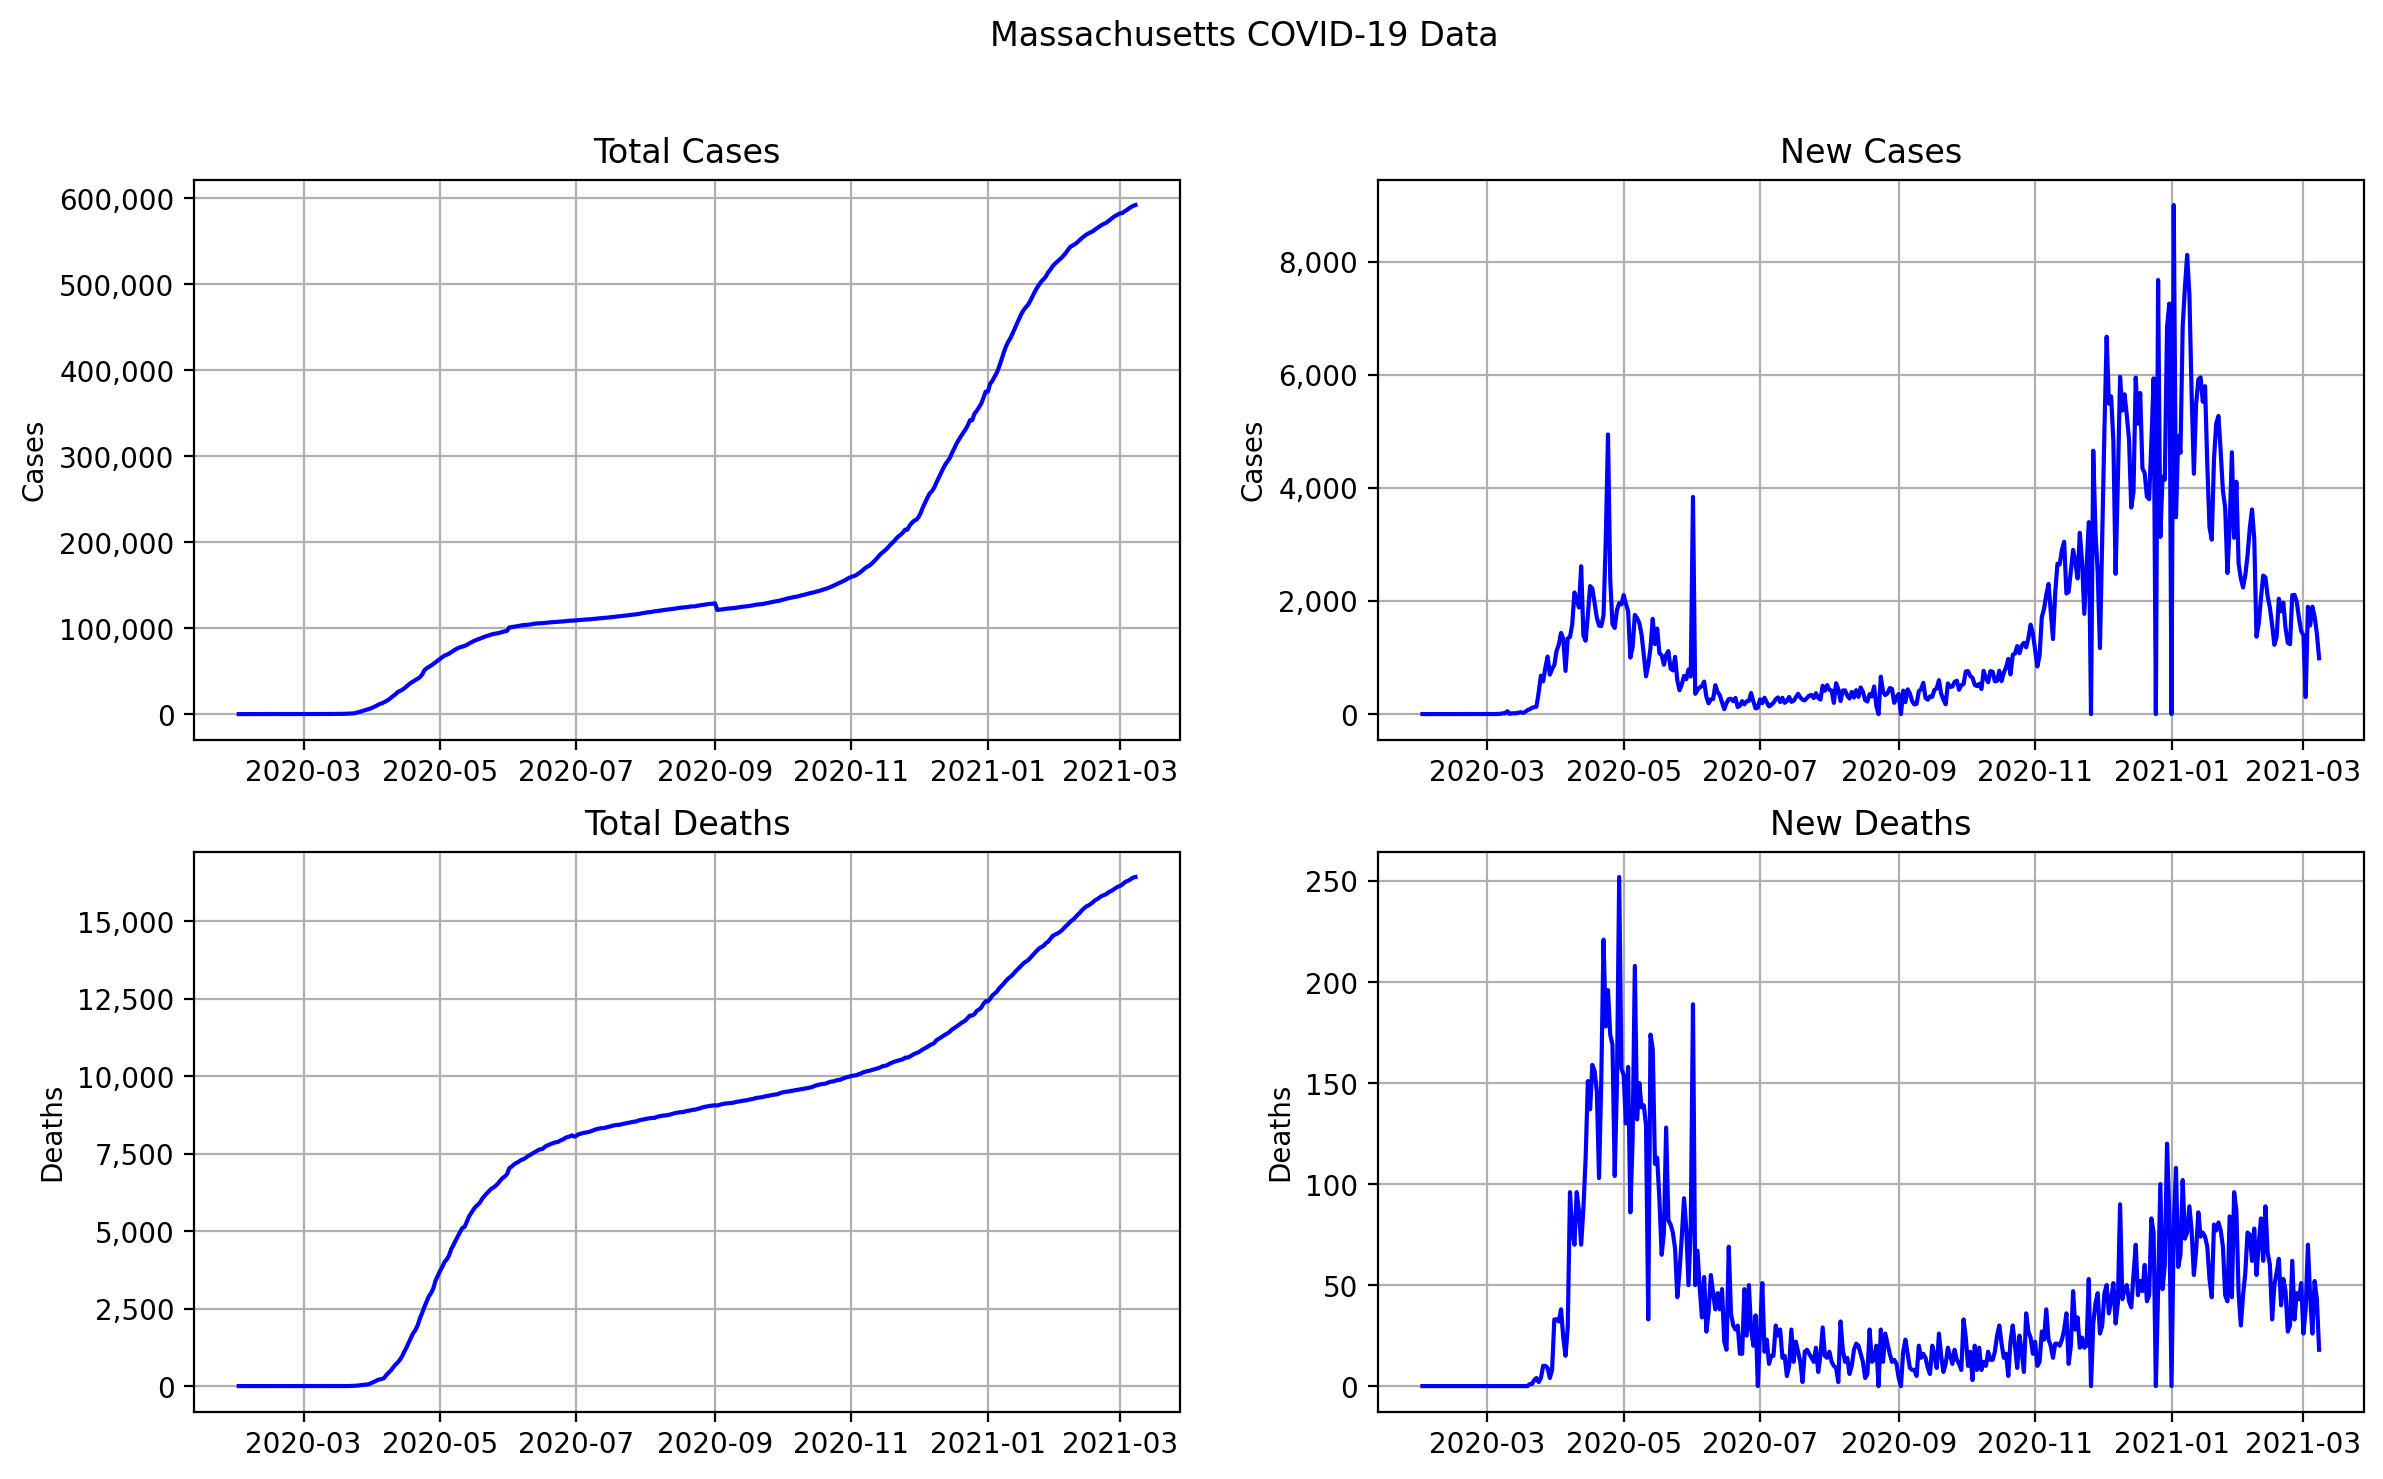 Massachusetts COVID-19 Data
Total Cases
Cases
600,000
500,000
400,000
300,000
200,000
100,000
0
2020-03 2020-05 2020-07 2020-09 2020-11 2021-01 2021-03
New Cases
Cases
8,000
6,000
4,000
2,000
0
2020-03 2020-05 2020-07 2020-09 2020-11 2021-01 2021-03
Total Deaths
Deaths
15,000
12,500
10,000
7,500
5,000
2,500
0
2020-03 2020-05 2020-07 2020-09 2020-11 2021-01 2021-03
New Deaths
Deaths
250
200
150
100
50
0
2020-03 2020-05 2020-07 2020-09 2020-11 2021-01 2021-03